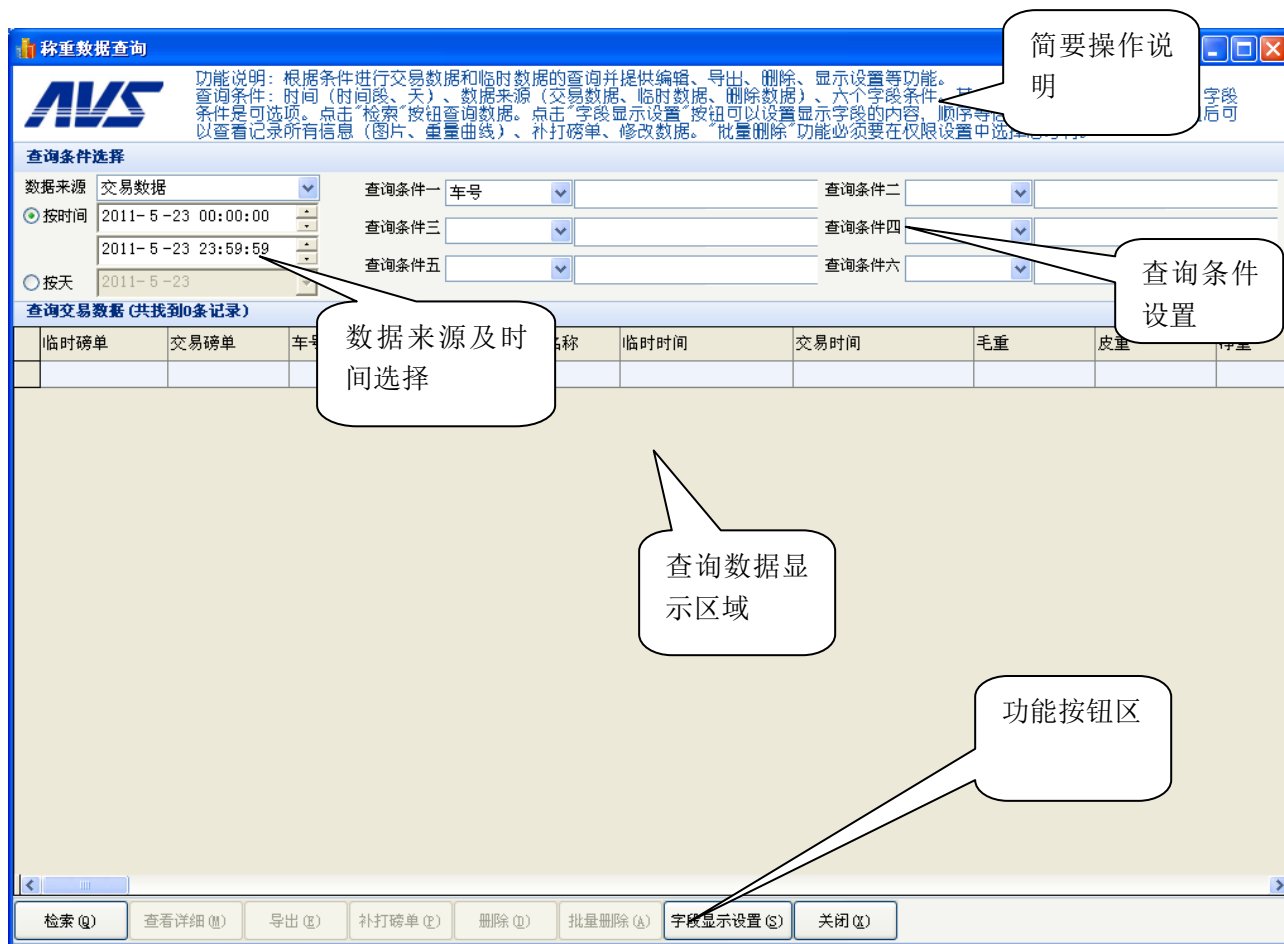 称重数据查询
简要操作说
明
AVS
功能说明：根据条件进行交易数据和临时数据的查询并提供编辑、导出、删除、显示设置等功能。
查询条件：时间（时间段、天）、数据来源（交易数据、临时数据、删除数据）、六个字段条件。其 字段
条件是可选项。点击"检索"按钮查询数据。点击"字段显示设置"按钮可以设置显示字段的内容，顺序等信 后可
以查看记录所有信息（图片、重量曲线）、补打磅单、修改数据。"批量删除"功能必须要在权限设置中选择
查询条件选择
数据来源 交易数据 查询条件一 车号 查询条件二
按时间 2011- 5 -23 00:00:00 查询条件三 查询条件四
2011- 5 -23 23:59:59
按天 2011- 5 -23 查询条件五 查询条件六
查询条件
设置
查询交易数据(共找到0条记录)
数据来源及时
间选择
临时磅单 交易磅单 车号 名称 临时时间 交易时间 毛重 皮重 净重
查询数据显
示区域
功能按钮区
检索(Q) 查看详细(M) 导出(E) 补打磅单(P) 删除(D) 批量删除(A) 字段显示设置(S) 关闭(X)